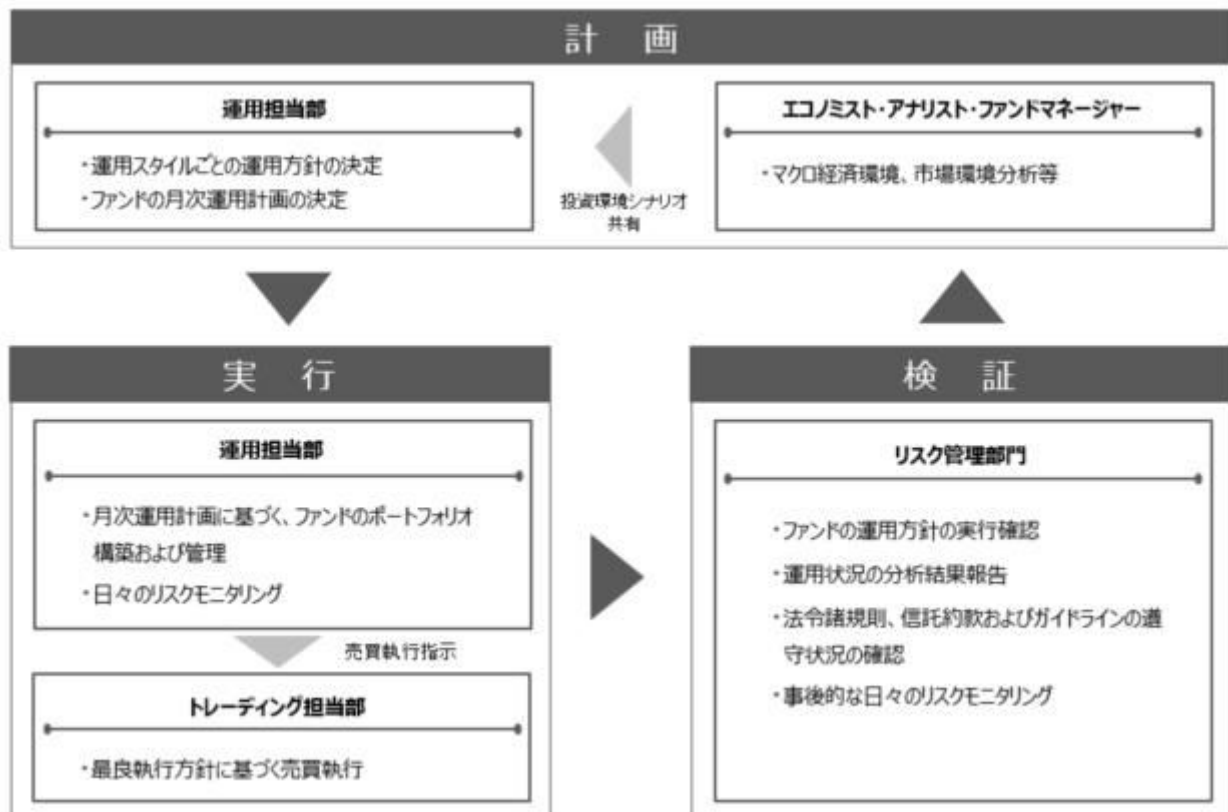 計 画
運用担当部
・運用スタイルごとの運用方針の決定
・ファンドの月次運用計画の決定
投資環境シナリオ
共有
エコノミスト・アナリスト・ファンドマネージャー
・マクロ経済環境、市場環境分析等
実 行
運用担当部
・月次運用計画に基づく、ファンドのポートフォリオ
構築および管理
・日々のリスクモニタリング
売買執行指示
トレーディング担当部
・最良執行方針に基づく売買執行
検 証
リスク管理部門
・ファンドの運用方針の実行確認
・運用状況の分析結果報告
・法令諸規則、信託約款およびガイドラインの遵
守状況の確認
・事後的な日々のリスクモニタリング